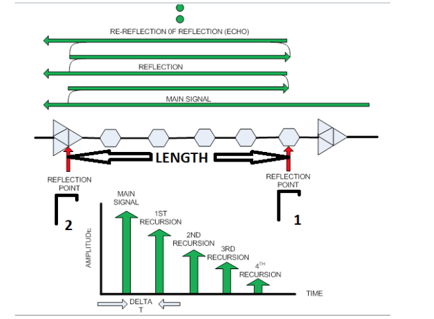 RE-REFLECTION 0F REFLECTION (ECHO)
REFLECTION
MAIN SIGNAL
LENGTH
REFLECTION
POINT
2
REFLECTION
POINT
1
MAIN
SIGNAL
1ST
RECURSION
2ND
RECURSION
3RD
RECURSION
4TH
RECURSION
AMPLITUDE
TIME
DELTA
T